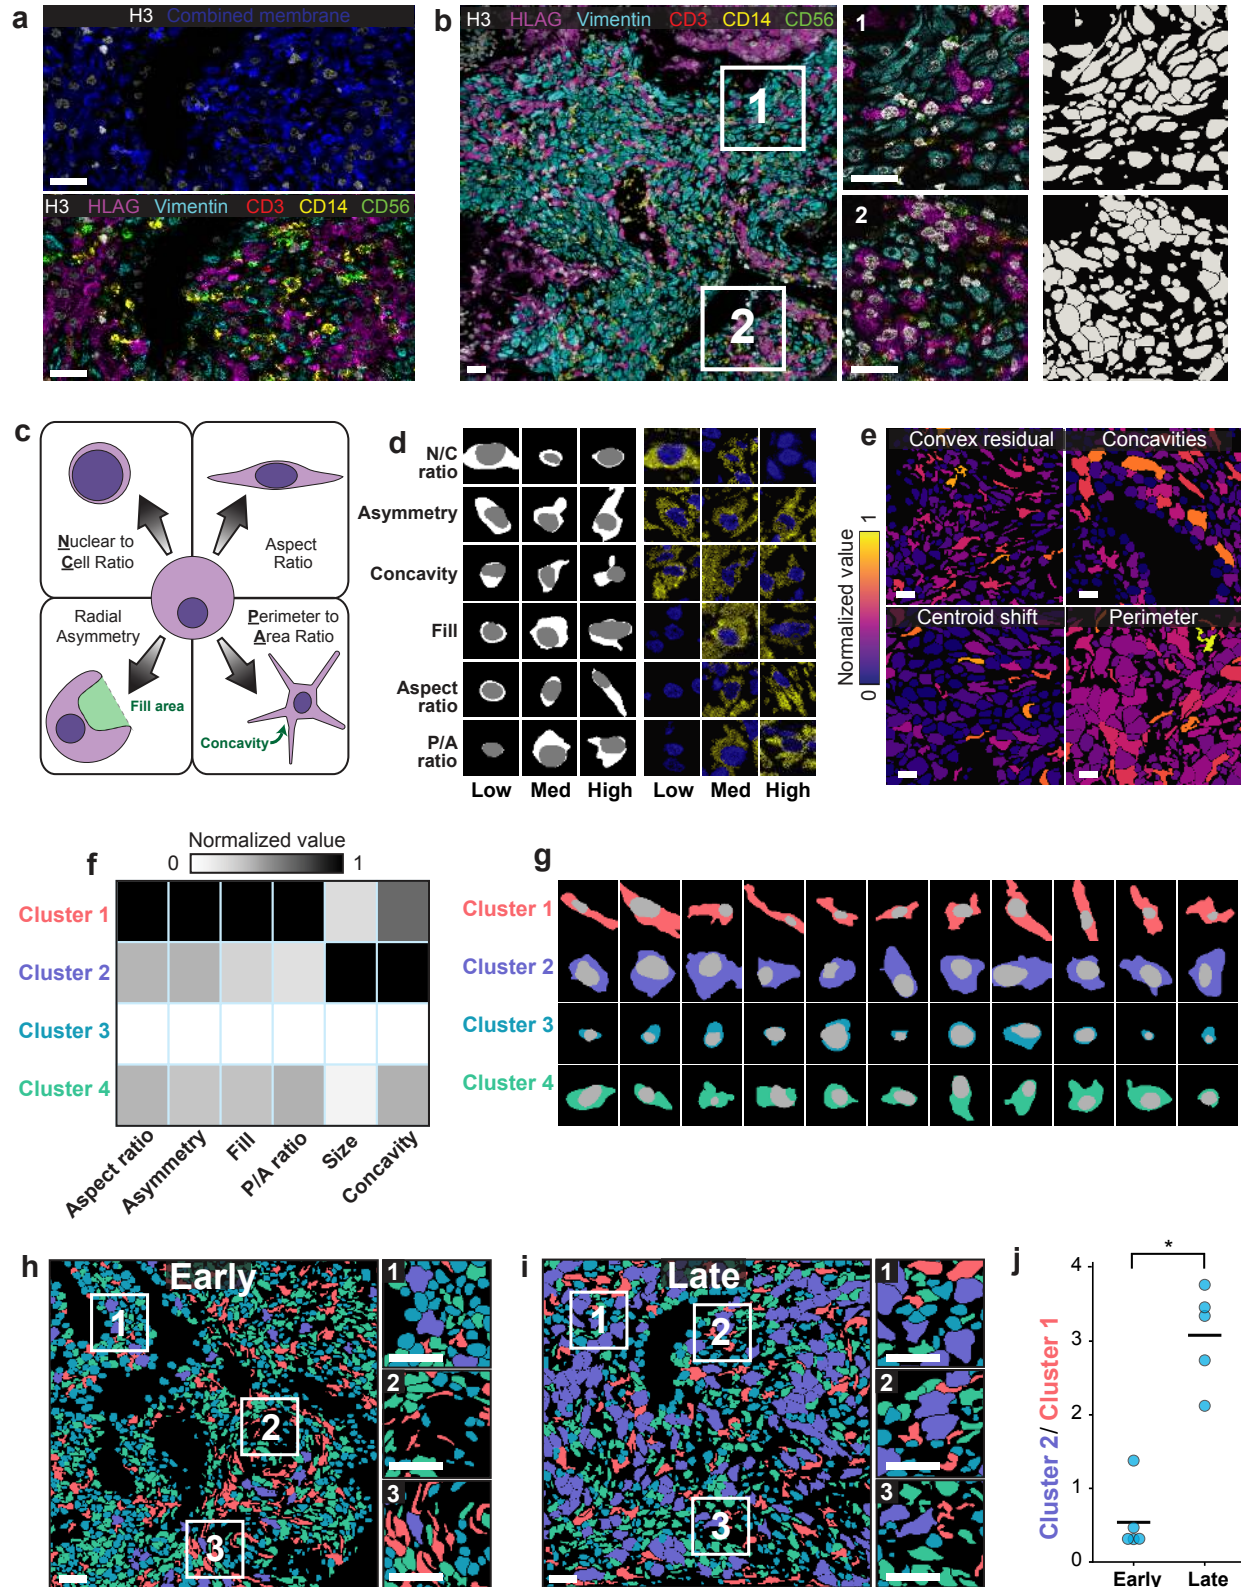 a
H3 Combined membrane
H3 HLAG Vimentin CD3 CD14 CD56
b
H3 HLAG Vimentin CD3 CD14 CD56
1
2
1
2
c
Nuclear to
Cell Ratio
Aspect
Ratio
Radial
Asymmetry
Fill area
Perimeter to
Area Ratio
Concavity
d
N/C
ratio
Asymmetry
Concavity
Fill
Aspect
ratio
P/A
ratio
Low Med High Low Med High
e
Convex residual
Concavities
Centroid shift
Perimeter
Normalized value
0
1
f
Normalized value
0
1
Cluster 1
Cluster 2
Cluster 3
Cluster 4
Aspect ratio
Asymmetry
Fill
P/A ratio
Size
Concavity
g
Cluster 1
Cluster 2
Cluster 3
Cluster 4
h
Early
1
2
3
1
2
3
i
Late
1
2
3
1
2
3
j
*
4
3
2
1
0
Cluster 2/ Cluster 1
Early Late